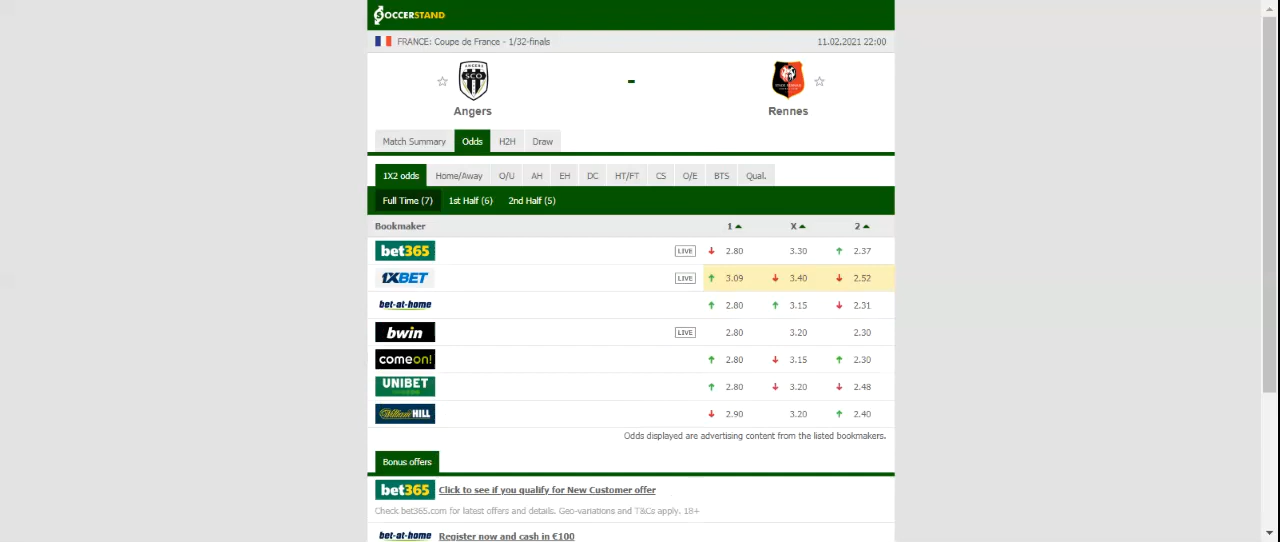 SOCCERSTAND
FRANCE: Coupe de France - 1/32-finals 11.02.2021 22:00
ANGERS SCO
-
Angers Rennes
Match Summary Odds H2H Draw
1X2 odds Home/Away O/U AH EH DC HT/FT CS O/E BTS Qual.
Full Time (7) 1st Half (6) 2nd Half (5)
Bookmaker 1 X 2
bet365 LIVE 2.80 3.30 2.37
1XBET LIVE 3.09 3.40 2.52
bet-at-home 2.80 3.15 2.31
bwin LIVE 2.80 3.20 2.30
comeon! 2.80 3.15 2.30
UNIBET 2.80 3.20 2.48
William HILL 2.90 3.20 2.40
Odds displayed are advertising content from the listed bookmakers.
Bonus offers
bet365 Click to see if you qualify for New Customer offer
Check bet365.com for latest offers and details. Geo-variations and T&Cs apply. 18+
bet-at-home Register now and cash in €100